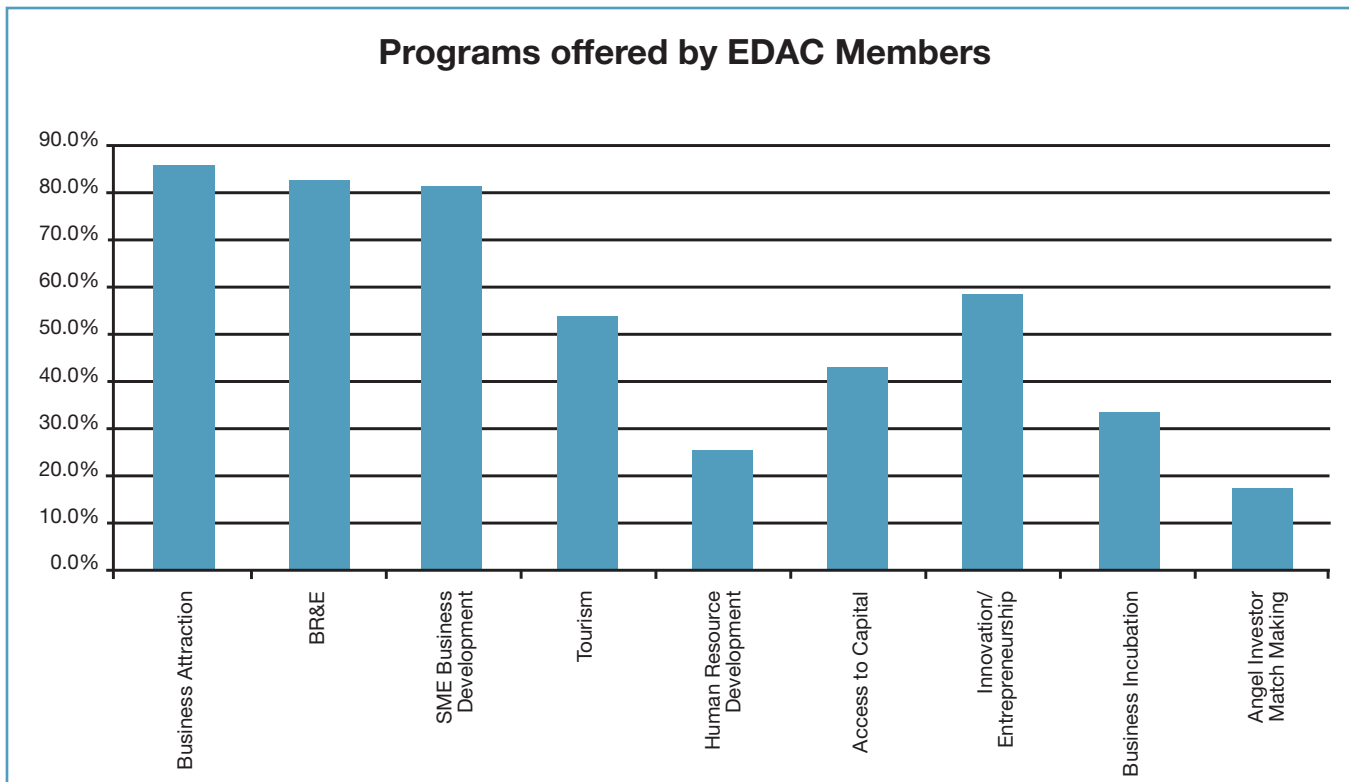 Programs offered by EDAC Members
90.0%
80.0%
70.0%
60.0%
50.0%
40.0%
30.0%
20.0%
10.0%
0.0%
Business Attraction
BR&E
SME Business
Development
Tourism
Human Resource
Development
Access to Capital
Innovation/
Entrepreneurship
Business Incubation
Angel Investor
Match Making